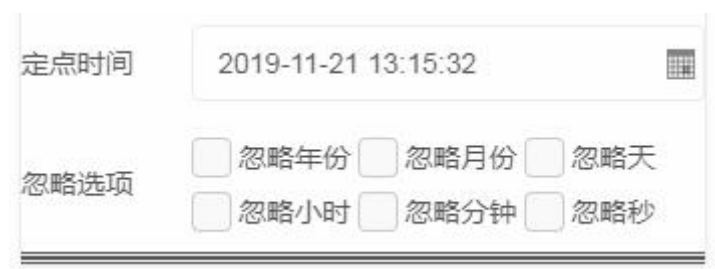 定点时间 2019-11-21 13:15:32
忽略选项
忽略年份 忽略月份 忽略天
忽略小时 忽略分钟 忽略秒